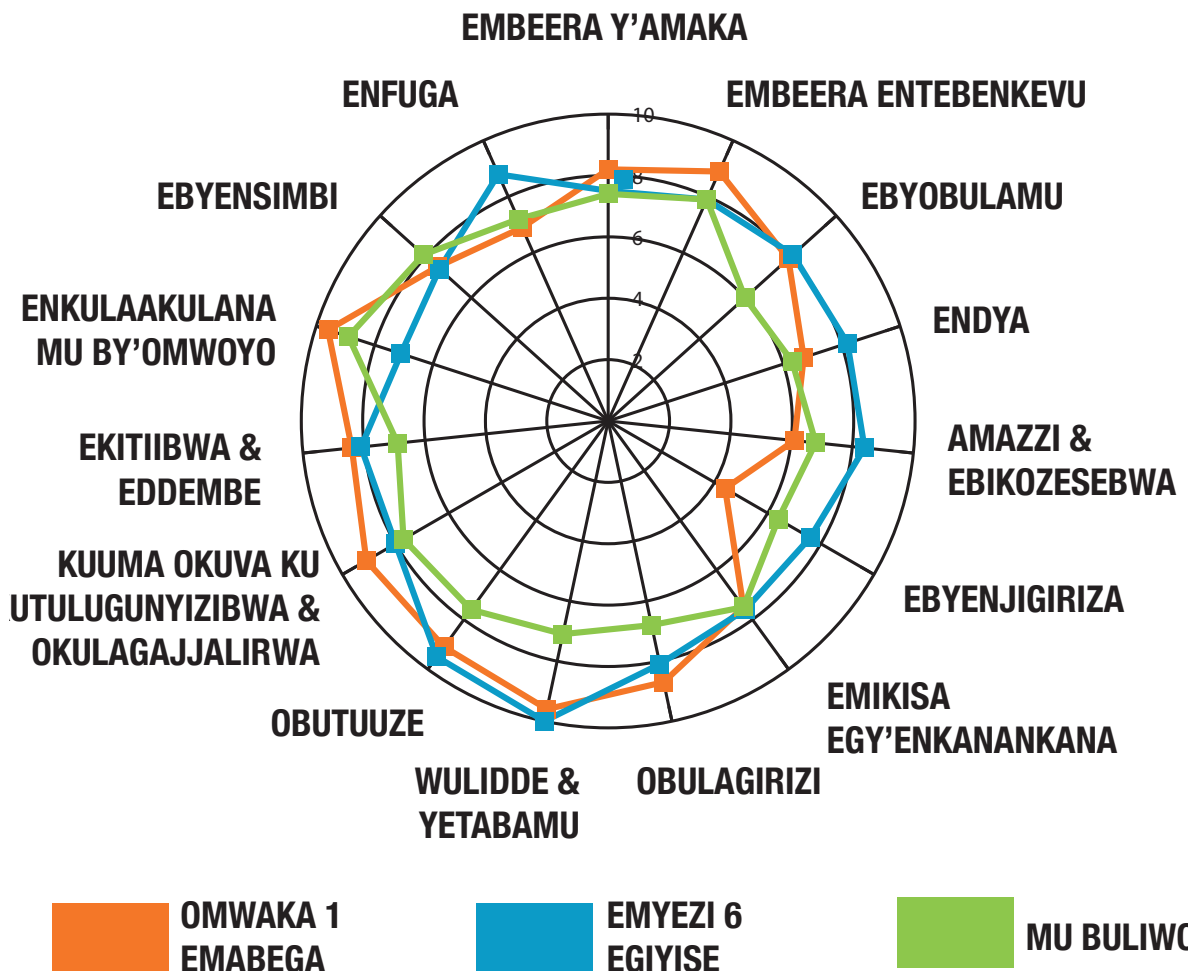 EMBEERA Y’AMAKA
ENFUGA
EMBEERA ENTEBENKEVU
10
EBYENSIMBI
8
EBYOBULAMU
6
ENKULAAKULANA
MU BY’OMWOYO
4
ENDYA
2
EKITIIBWA &
EDDEMBE
AMAZZI &
EBIKOZESEBWA
KUUMA OKUVA KU
UTULUGUNYIZIBWA &
OKULAGAJJALIRWA
EBYENJIGIRIZA
OBUTUUZE
EMIKISA
EGY’ENKANANKANA
WULIDDE &
YETABAMU
OBULAGIRIZI
OMWAKA 1
EMABEGA
EMYEZI 6
EGIYISE
MU BULIWO